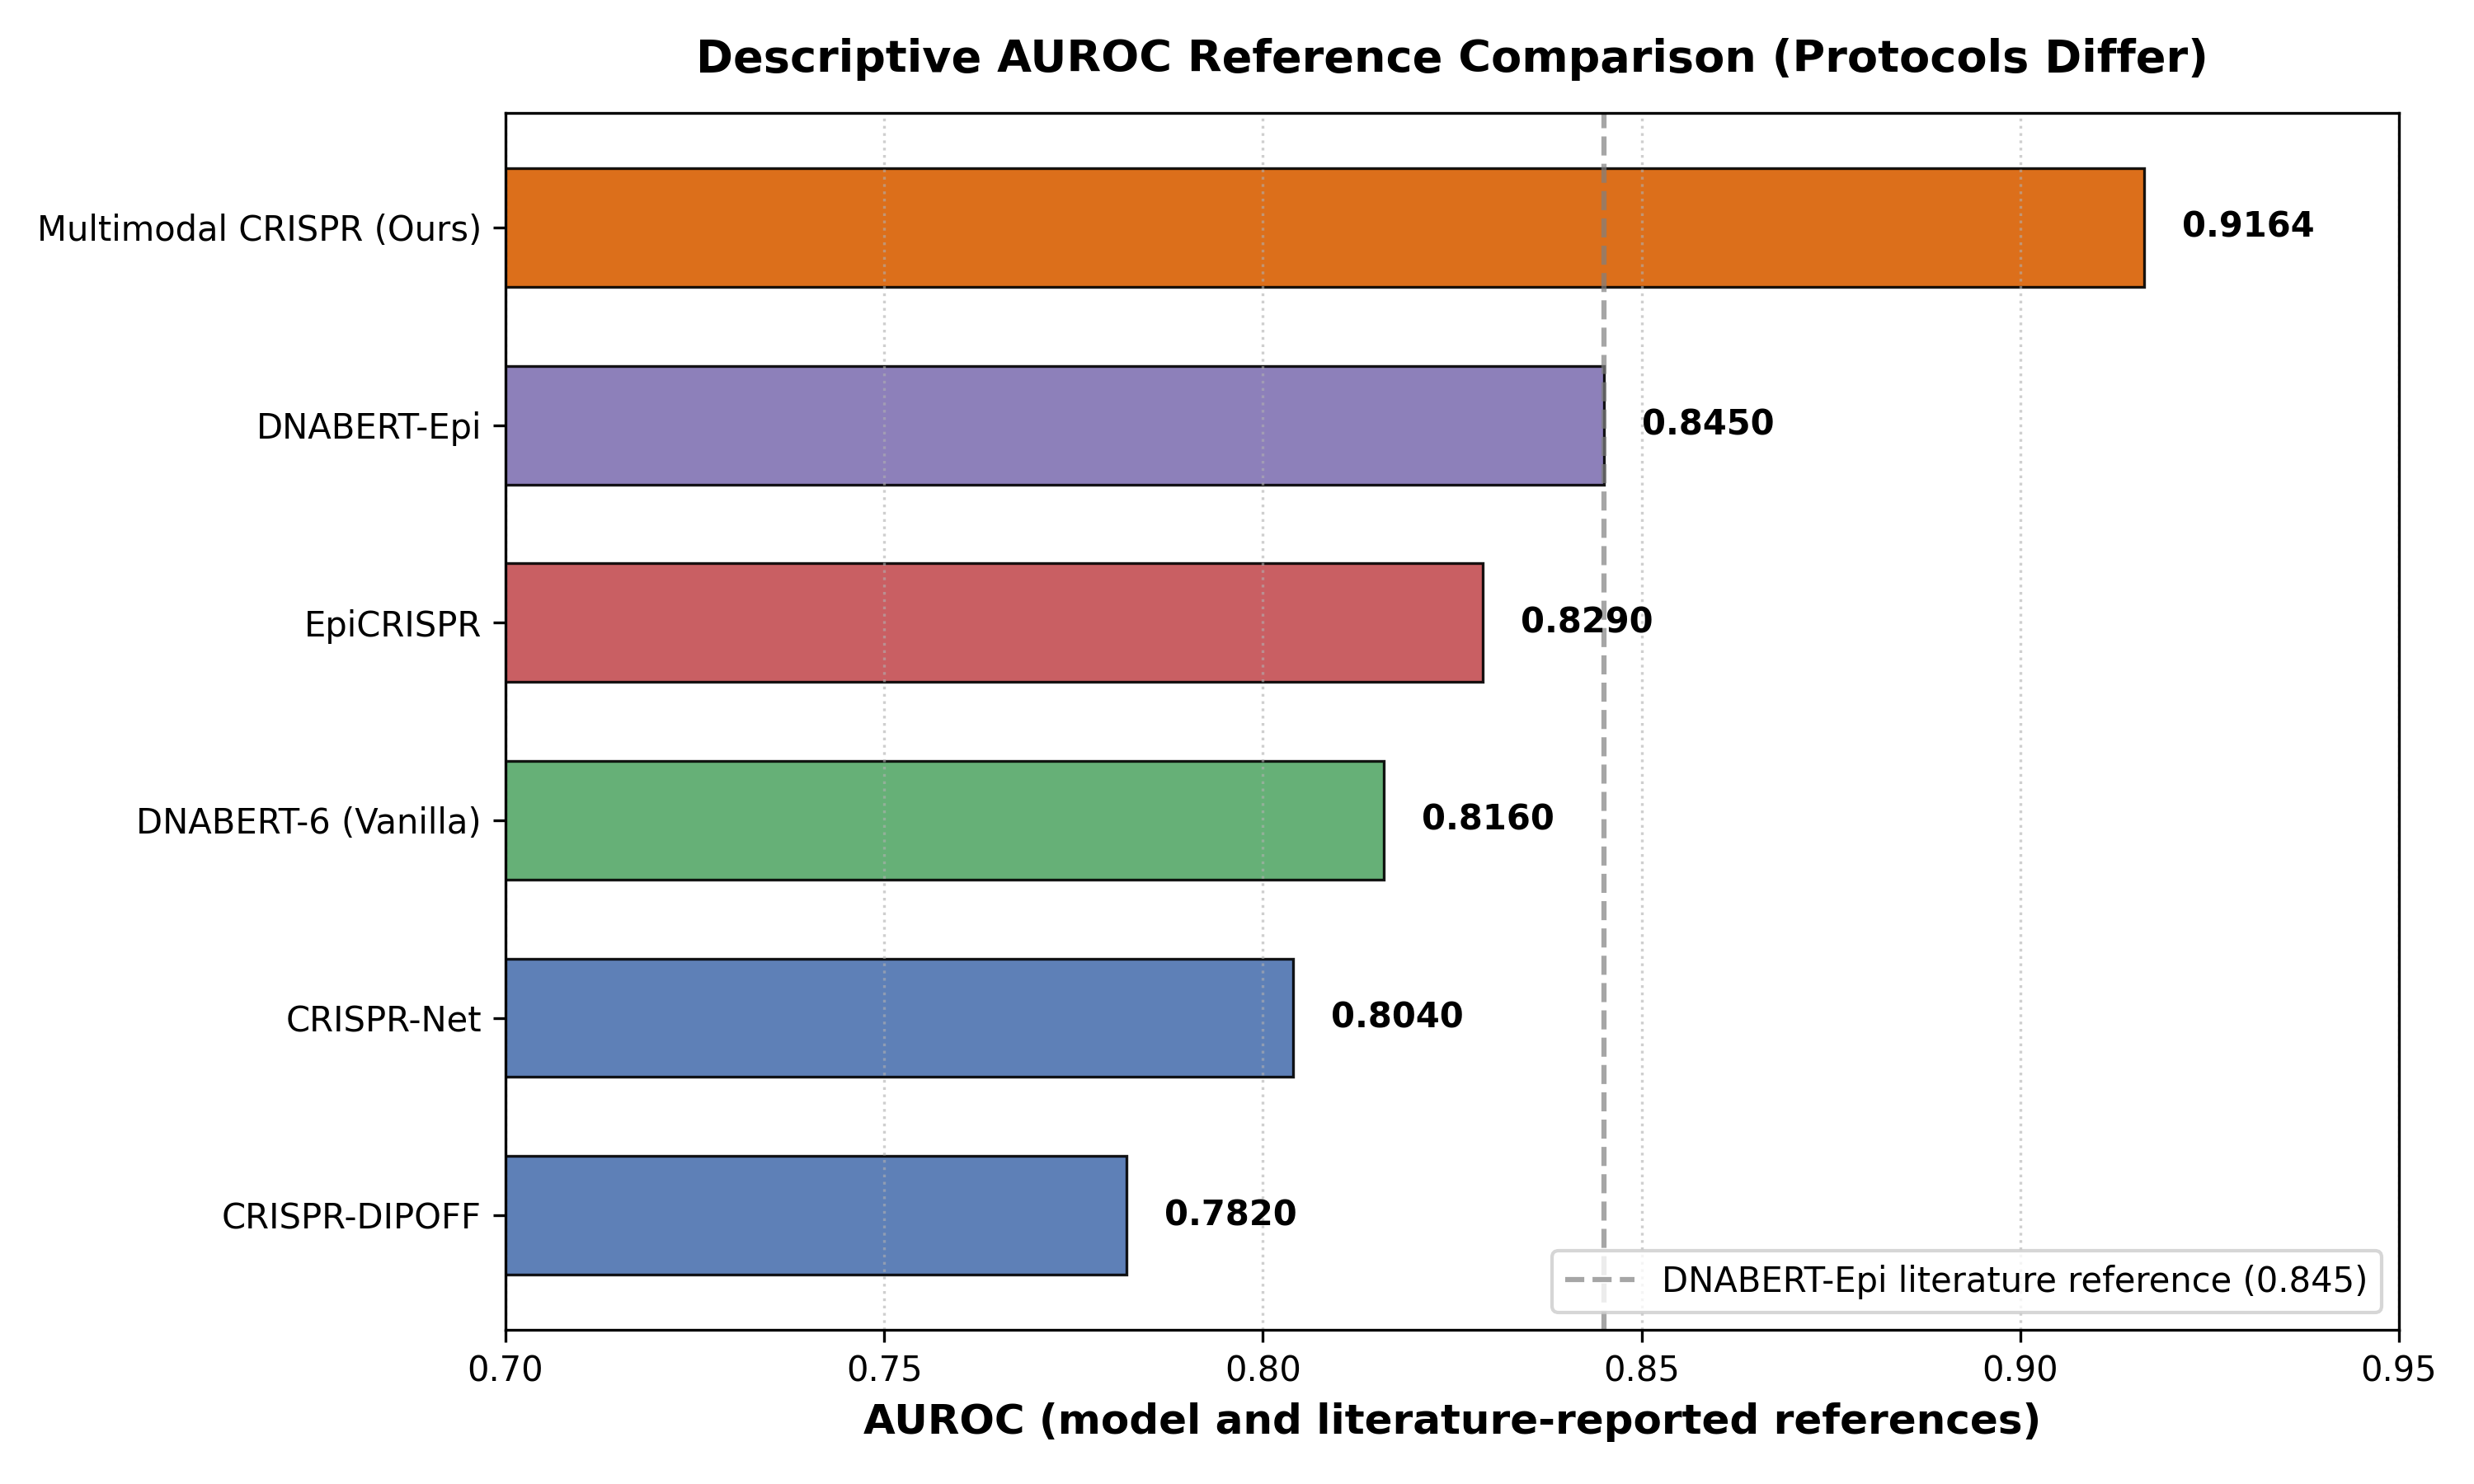 Descriptive AUROC Reference Comparison (Protocols Differ)
Multimodal CRISPR (Ours)
0.9164
DNABERT-Epi
0.8450
EpiCRISPR
0.8290
DNABERT-6 (Vanilla)
0.8160
CRISPR-Net
0.8040
CRISPR-DIPOFF
0.7820
DNABERT-Epi literature reference (0.845)
0.70 0.75 0.80 0.85 0.90 0.95
AUROC (model and literature-reported references)